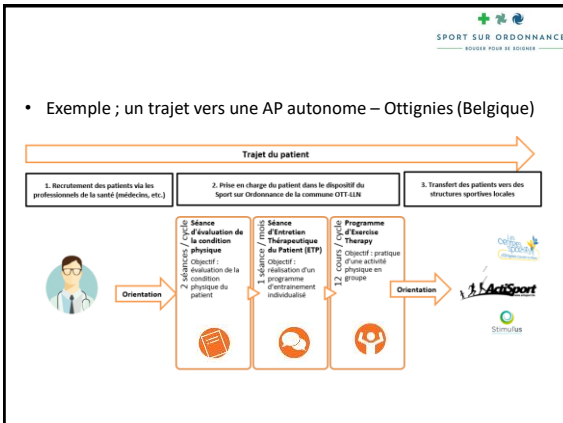 SPORT SUR ORDONNANCE
BOUGER POUR SE SOIGNER
• Exemple ; un trajet vers une AP autonome – Ottignies (Belgique)
Trajet du patient
1. Recrutement des patients via les
professionnels de la santé (médecins, etc.)
2. Prise en charge du patient dans le dispositif du
Sport sur Ordonnance de la commune OTT-LLN
3. Transfert des patients vers des
structures sportives locales
Orientation
2 séances / cycle
Séance
d'évaluation de
la condition
physique
Objectif :
évaluation de la
condition
physique du
patient
1 séance / mois
Séance
d'Entretien
Thérapeutique
du Patient (ETP)
Objectif :
réalisation d'un
programme
d'entrainement
individualisé
12 cours / cycle
Programme
d'Exercise
Therapy
Objectif : pratique
d'une activité
physique en
groupe
Orientation
Les
centres
sportifs
ActiSport
Stimulus